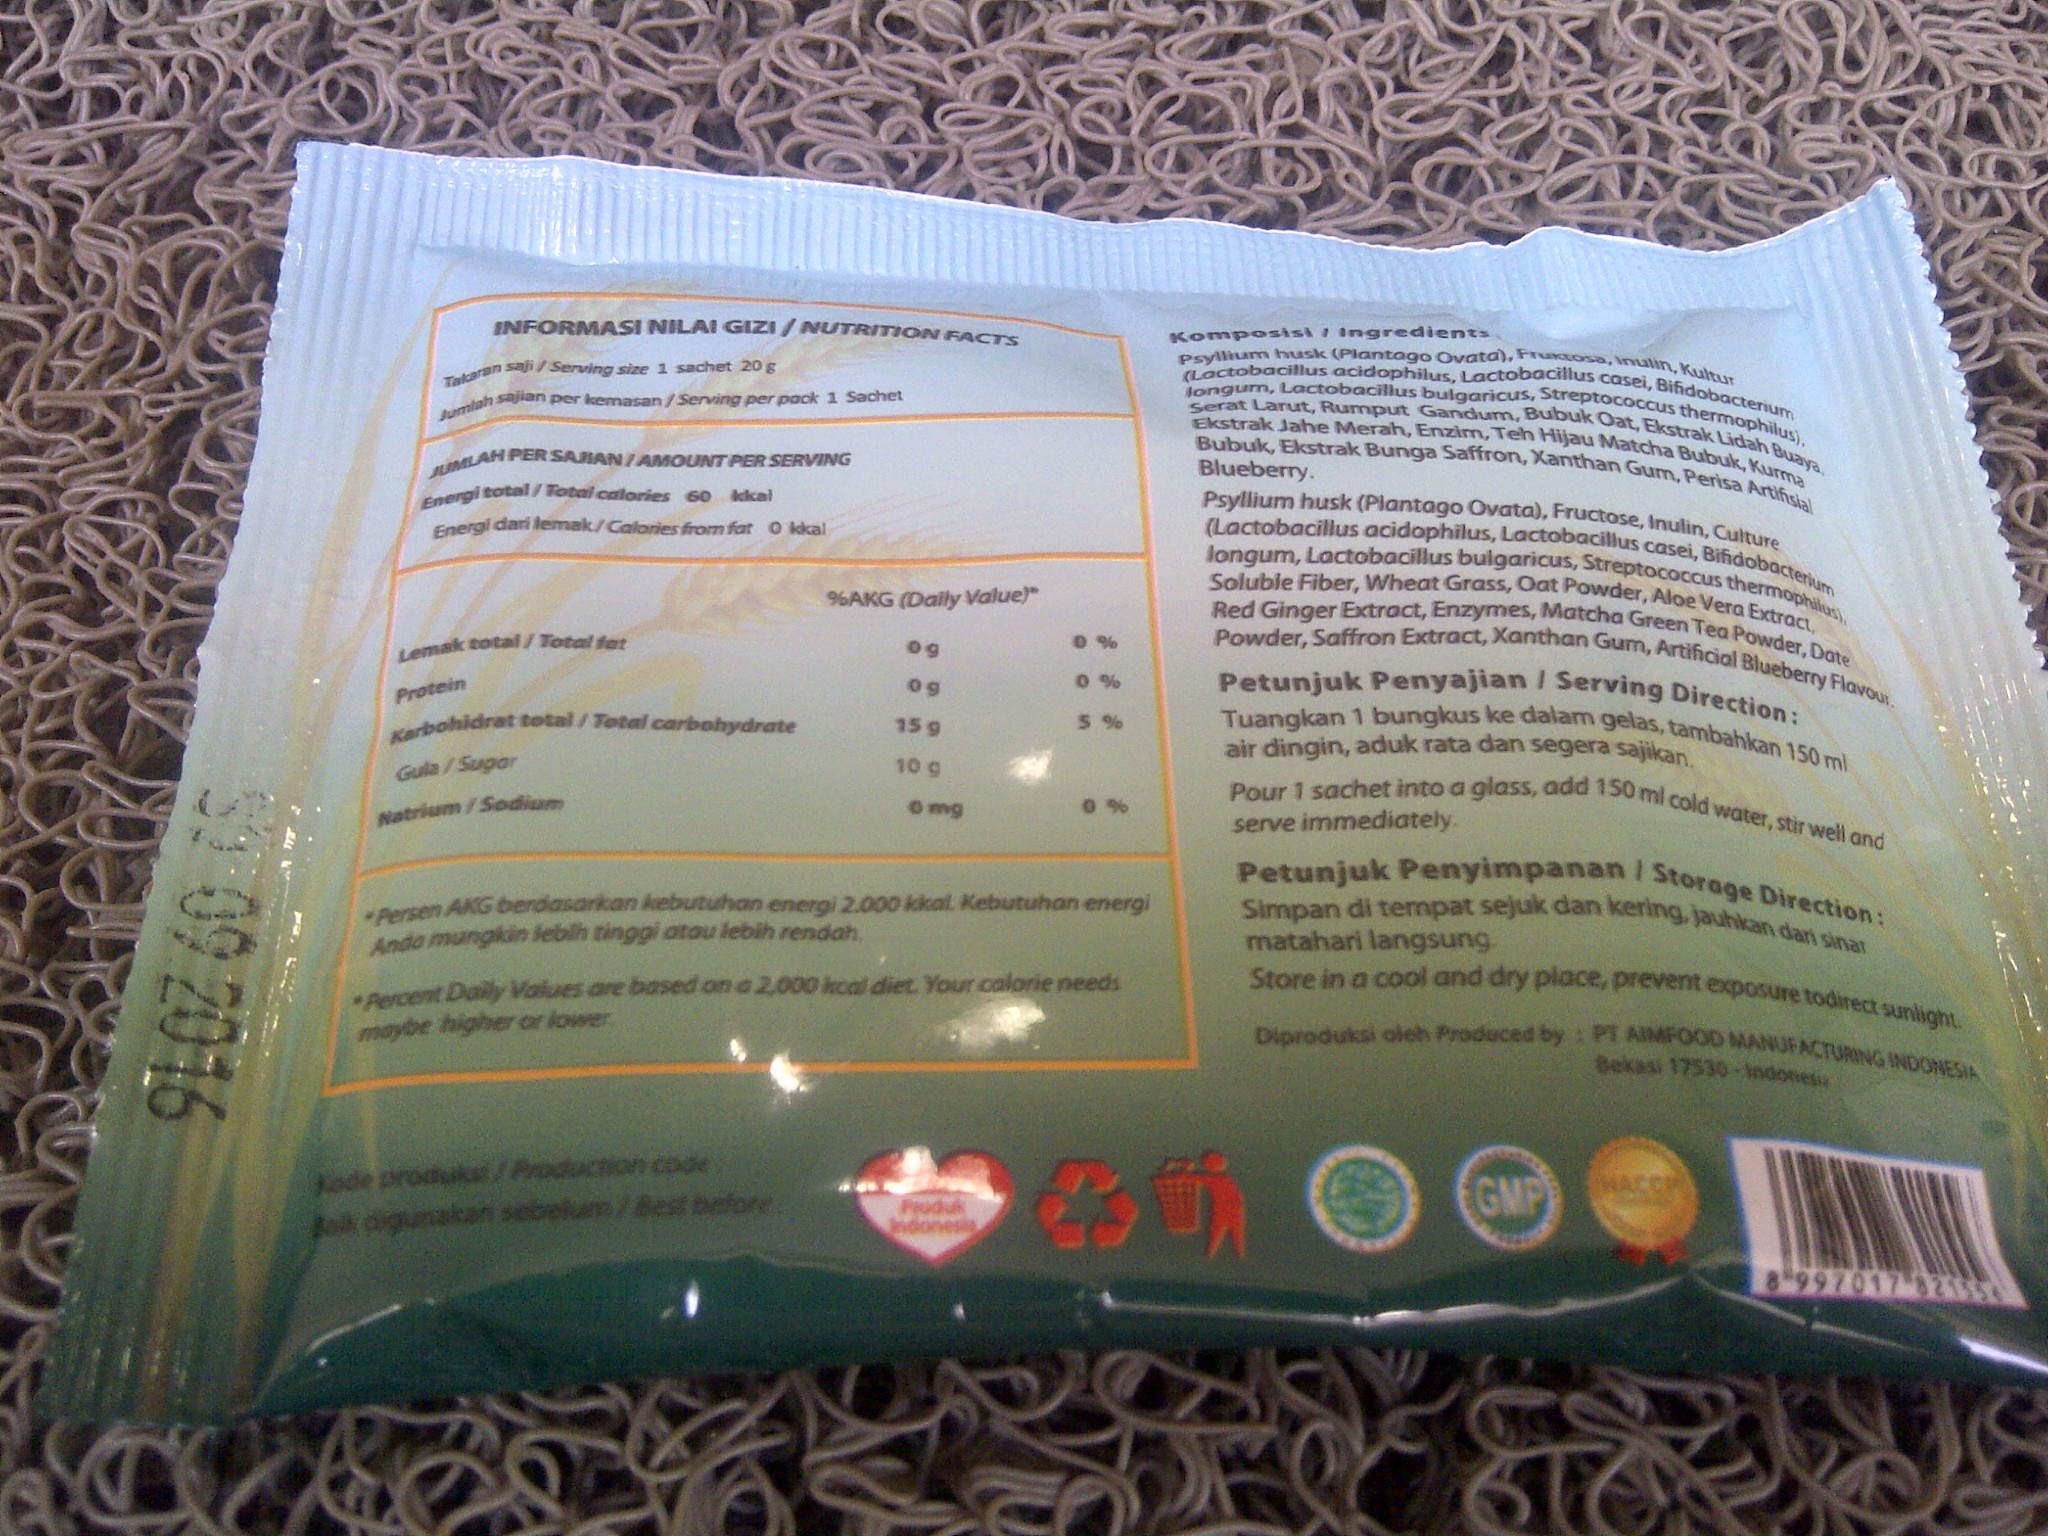 INFORMASI NILAI GIZI / NUTRITION FACTS
Takaran saji / Serving size 1 sachet 20 g
Jumlah sajian per kemasan / Serving per pack 1 Sachet
JUMLAH PER SAJIAN / AMOUNT PER SERVING
Energi total / Total calories 60 kkal
Energi dari lemak / Calories from fat 0 kkal
%AKG (Daily Value)*
Lemak total / Total fat 0 g 0 %
Protein 0 g 0 %
Karbohidrat total / Total carbohydrate 15 g 5 %
Gula / Sugar 10 g
Natrium / Sodium 0 mg 0 %
* Persen AKG berdasarkan kebutuhan energi 2.000 kkal. Kebutuhan energi
Anda mungkin lebih tinggi atau lebih rendah.
* Percent Daily Values are based on a 2,000 kcal diet. Your calorie needs
maybe higher or lower
Kode produksi / Production code :
Baik digunakan sebelum / Best before
09 2016
Komposisi / Ingredients
Psyllium husk (Plantago Ovata), Fruktosa, Inulin, Kultur
(Lactobacillus acidophilus, Lactobacillus casei, Bifidobacterium
longum, Lactobacillus bulgaricus, Streptococcus thermophilus),
Serat Larut, Rumput Gandum, Bubuk Oat, Ekstrak Lidah Buaya,
Ekstrak Jahe Merah, Enzim, Teh Hijau Matcha Bubuk, Kurma
Bubuk, Ekstrak Bunga Saffron, Xanthan Gum, Perisa Artifisial
Blueberry.
Psyllium husk (Plantago Ovata), Fructose, Inulin, Culture
(Lactobacillus acidophilus, Lactobacillus casei, Bifidobacterium
longum, Lactobacillus bulgaricus, Streptococcus thermophilus),
Soluble Fiber, Wheat Grass, Oat Powder, Aloe Vera Extract,
Red Ginger Extract, Enzymes, Matcha Green Tea Powder, Date
Powder, Saffron Extract, Xanthan Gum, Artificial Blueberry Flavour.
Petunjuk Penyajian / Serving Direction :
Tuangkan 1 bungkus ke dalam gelas, tambahkan 150 ml
air dingin, aduk rata dan segera sajikan.
Pour 1 sachet into a glass, add 150 ml cold water, stir well and
serve immediately.
Petunjuk Penyimpanan / Storage Direction :
Simpan di tempat sejuk dan kering, jauhkan dari sinar
matahari langsung.
Store in a cool and dry place, prevent exposure todirect sunlight.
Diproduksi oleh Produced by : PT AIMFOOD MANUFACTURING INDONESIA
Bekasi 17530 - Indonesia
Produk
Indonesia
GMP
HACCP
8 997017 82155